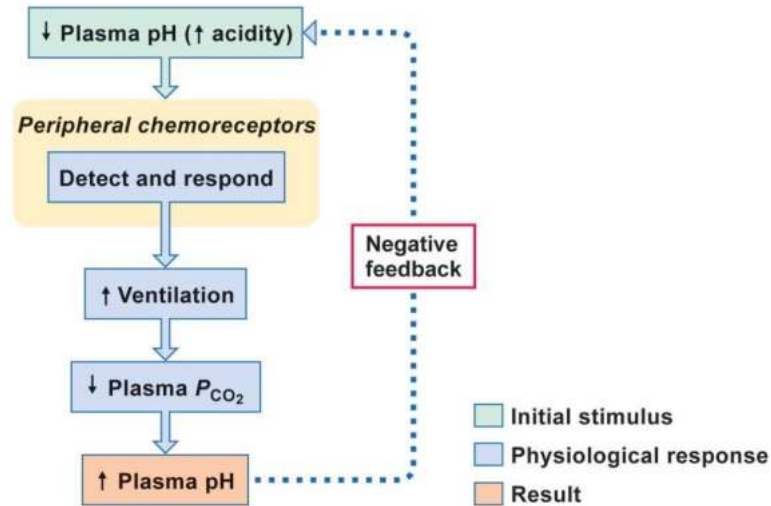 ↓ Plasma pH (↑ acidity)
Peripheral chemoreceptors
Detect and respond
↑ Ventilation
↓ Plasma PCO₂
↑ Plasma pH
Negative
feedback
Initial stimulus
Physiological response
Result